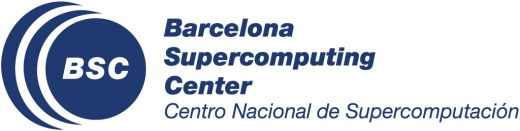 BSC
Barcelona
Supercomputing
Center
Centro Nacional de Supercomputación